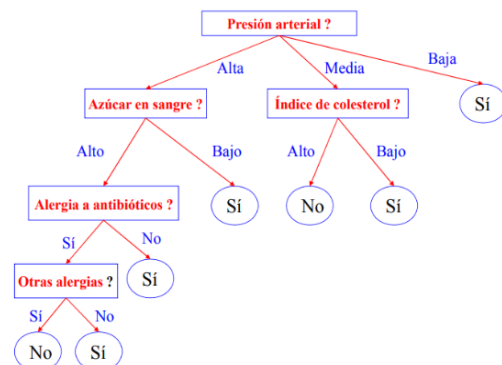 Presión arterial ?
Alta
Media
Baja
Azúcar en sangre ?
Índice de colesterol ?
Sí
Alto
Bajo
Alto
Bajo
Alergia a antibióticos ?
Sí
No
Sí
Sí
No
Otras alergias ?
Sí
Sí
No
No
Sí